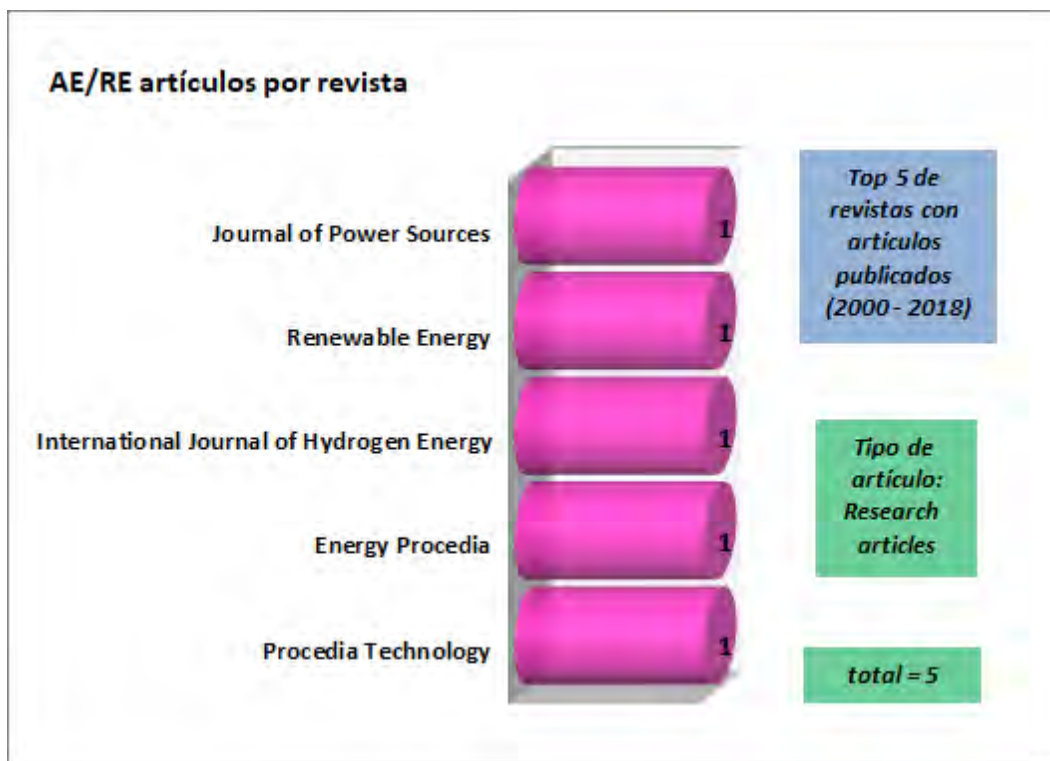 AE/RE artículos por revista
Journal of Power Sources
1
Renewable Energy
1
International Journal of Hydrogen Energy
1
Energy Procedia
1
Procedia Technology
1
Top 5 de
revistas con
artículos
publicados
(2000 - 2018)
Tipo de
artículo:
Research
articles
total = 5